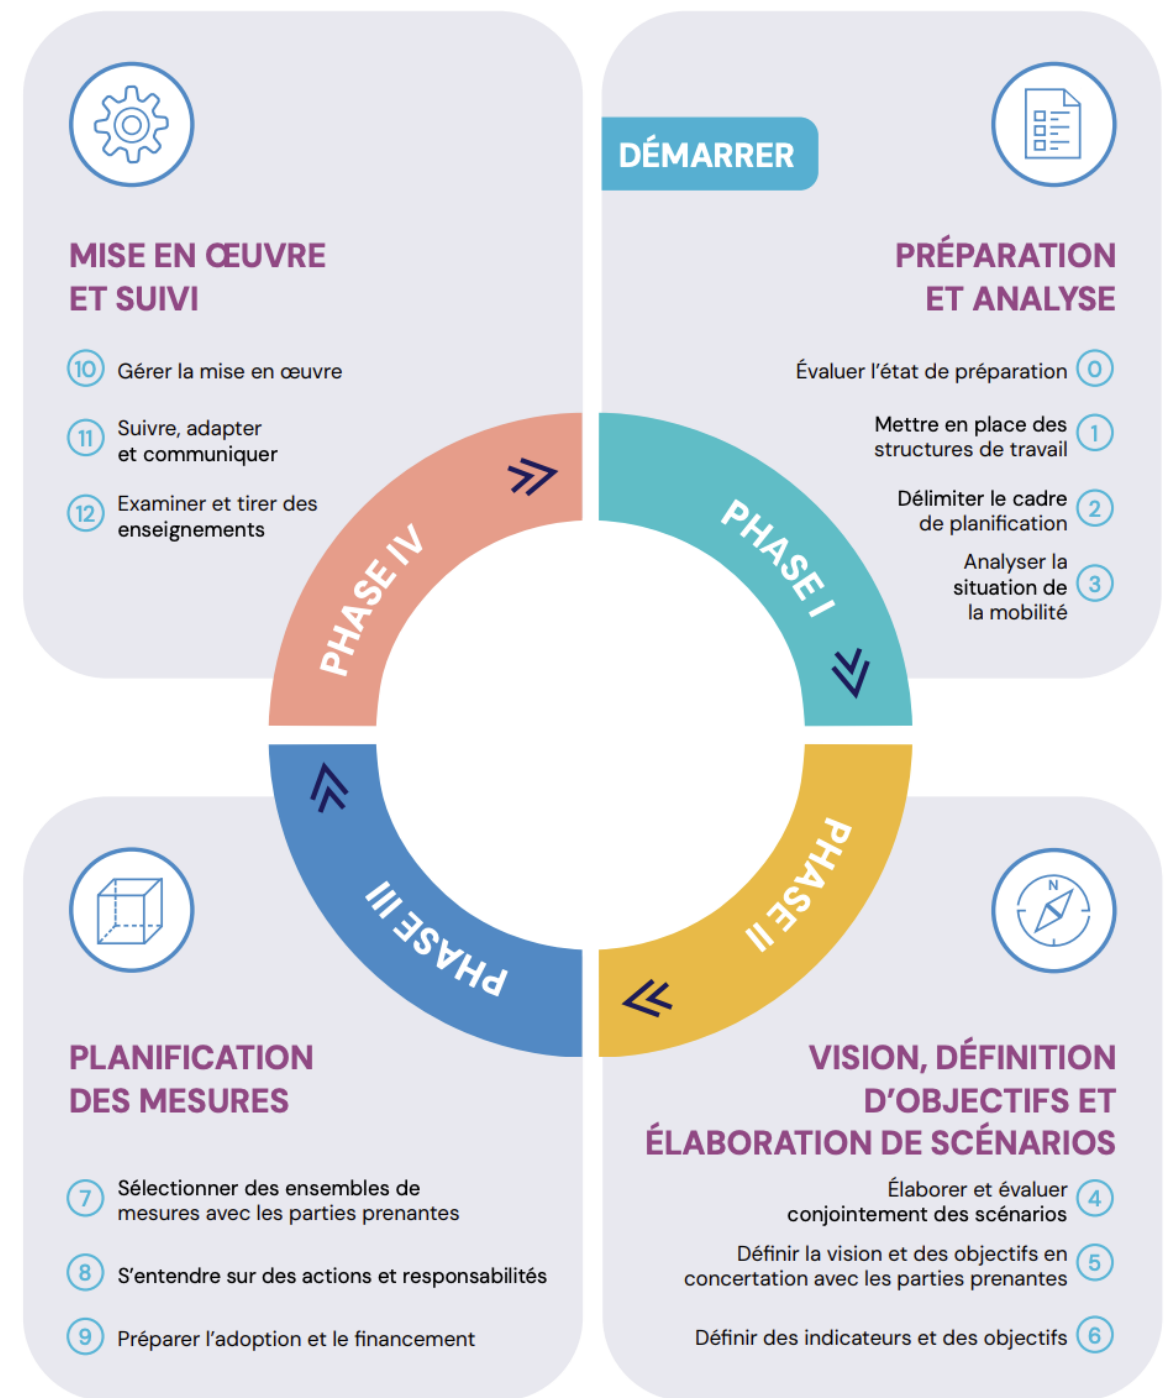 DÉMARRER
PRÉPARATION
ET ANALYSE
Évaluer l'état de préparation 0
Mettre en place des
structures de travail 1
Délimiter le cadre
de planification 2
Analyser la
situation de
la mobilité 3
PHASE I
PHASE II
N
VISION, DÉFINITION
D'OBJECTIFS ET
ÉLABORATION DE SCÉNARIOS
Élaborer et évaluer
conjointement des scénarios 4
Définir la vision et des objectifs en
concertation avec les parties prenantes 5
Définir des indicateurs et des objectifs 6
PHASE III
PLANIFICATION
DES MESURES
7 Sélectionner des ensembles de
mesures avec les parties prenantes
8 S'entendre sur des actions et responsabilités
9 Préparer l'adoption et le financement
PHASE IV
MISE EN ŒUVRE
ET SUIVI
10 Gérer la mise en œuvre
11 Suivre, adapter
et communiquer
12 Examiner et tirer des
enseignements